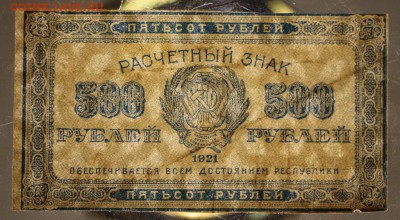 ПЯТЬСОТ РУБЛЕЙ
РАСЧЕТНЫЙ ЗНАК
500 500
РУБЛЕЙ РУБЛЕЙ
1921
ОБЕСПЕЧИВАЕТСЯ ВСЕМ ДОСТОЯНИЕМ РЕСПУБЛИКИ
ПЯТЬСОТ РУБЛЕЙ